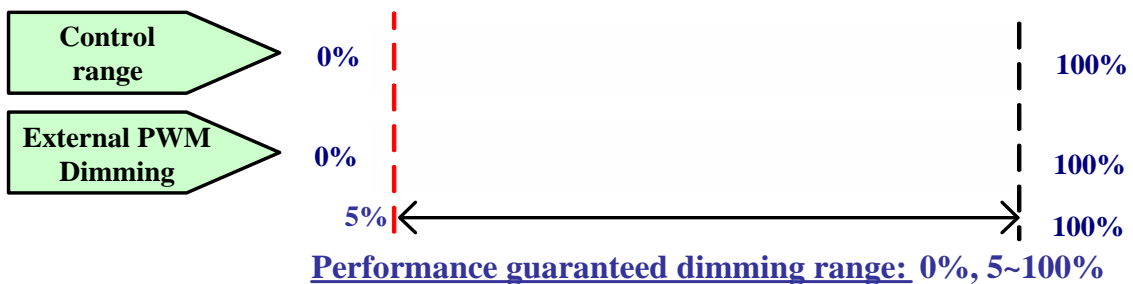 Control
range
0%
100%
External PWM
Dimming
0%
100%
5%
100%
Performance guaranteed dimming range: 0%, 5~100%